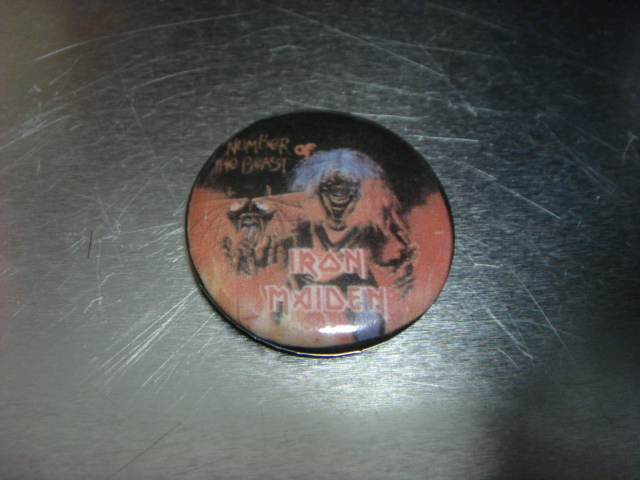 NUMBER OF
THE BEAST
IRON
MAIDEN